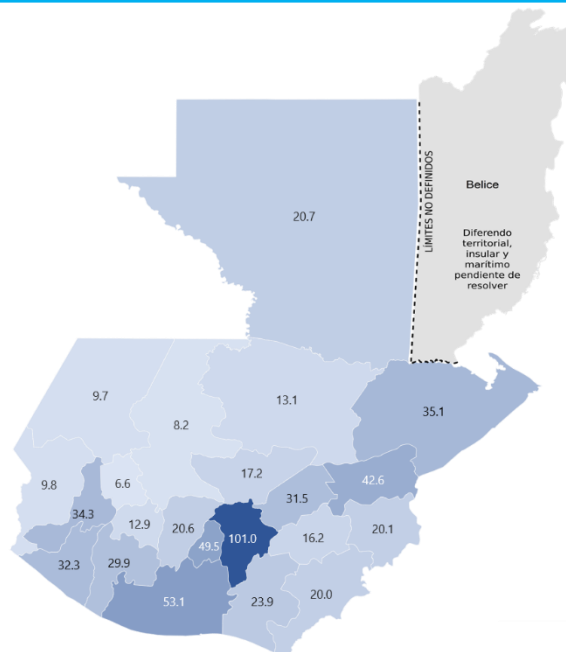 LÍMITES NO DEFINIDOS
Belice
20.7
Diferendo
territorial,
insular y
marítimo
pendiente de
resolver
9.7
13.1
8.2
35.1
17.2
42.6
9.8
6.6
31.5
34.3
12.9
20.6
49.5
101.0
16.2
20.1
32.3
29.9
53.1
23.9
20.0